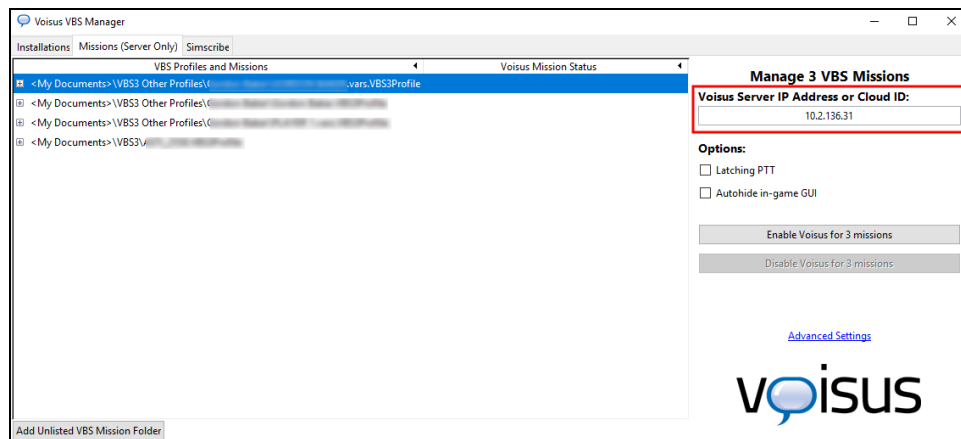 Voisus VBS Manager
Installations Missions (Server Only) Simscribe
VBS Profiles and Missions Voisus Mission Status
<My Documents>\VBS3 Other Profiles\ .vars.VBS3Profile
<My Documents>\VBS3 Other Profiles\
<My Documents>\VBS3 Other Profiles\
<My Documents>\VBS3\
Manage 3 VBS Missions
Voisus Server IP Address or Cloud ID:
10.2.136.31
Options:
Latching PTT
Autohide in-game GUI
Enable Voisus for 3 missions
Disable Voisus for 3 missions
Advanced Settings
voisus
Add Unlisted VBS Mission Folder